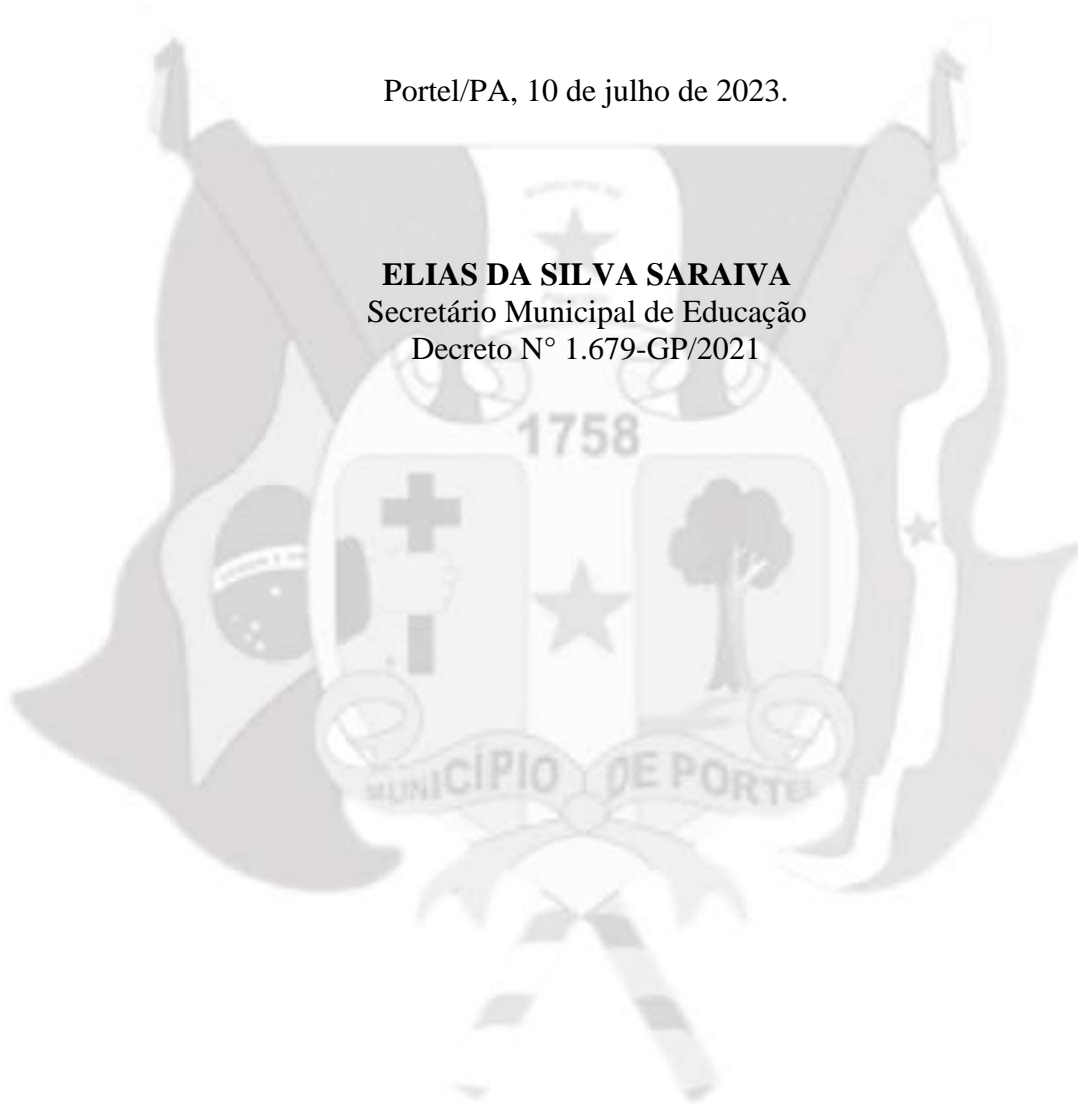 Portel/PA, 10 de julho de 2023.
ELIAS DA SILVA SARAIVA
Secretário Municipal de Educação
Decreto N° 1.679-GP/2021
1758
MUNICÍPIO DE PORTEL